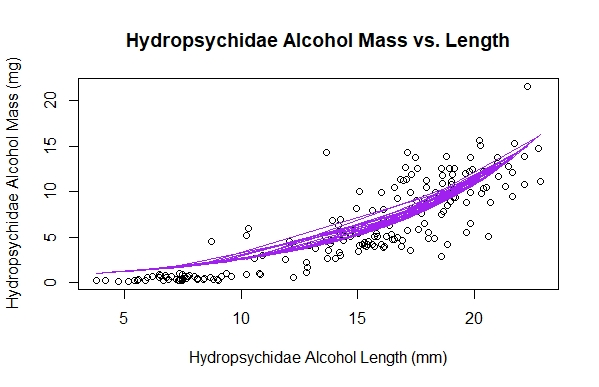 Hydropsychidae Alcohol Mass vs. Length
Hydropsychidae Alcohol Mass (mg)
20
15
10
5
0
5 10 15 20
Hydropsychidae Alcohol Length (mm)